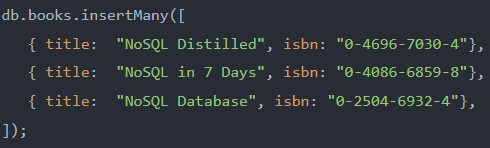 db.books.insertMany([
{ title:  "NoSQL Distilled", isbn: "0-4696-7030-4"},
{ title:  "NoSQL in 7 Days", isbn: "0-4086-6859-8"},
{ title:  "NoSQL Database", isbn: "0-2504-6932-4"},
]);